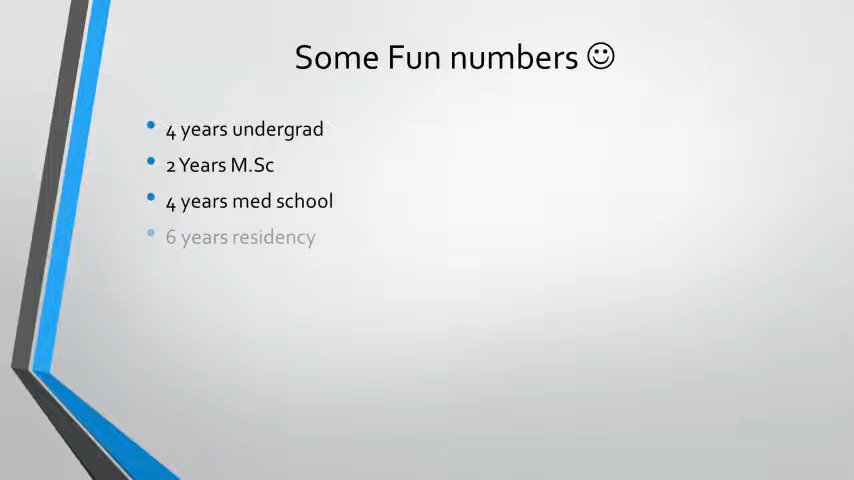 Some Fun numbers ☺
• 4 years undergrad
• 2 Years M.Sc
• 4 years med school
• 6 years residency